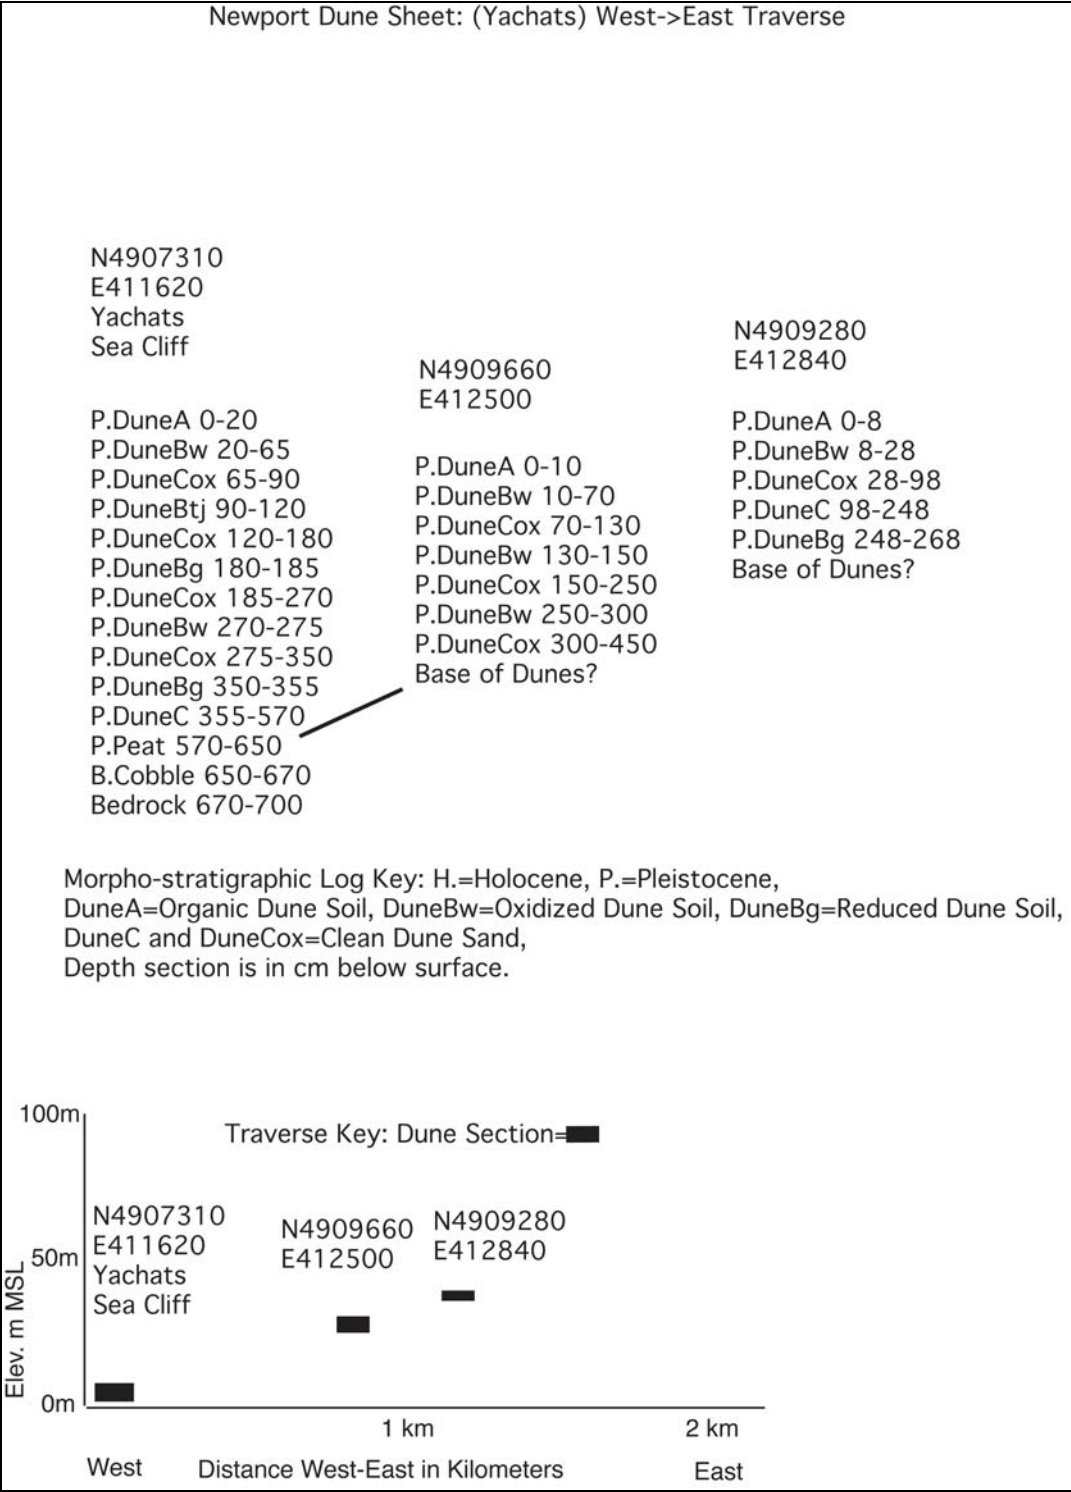 Newport Dune Sheet: (Yachats) West->East Traverse
N4907310
E411620
Yachats
Sea Cliff
P.DuneA 0-20
P.DuneBw 20-65
P.DuneCox 65-90
P.DuneBtj 90-120
P.DuneCox 120-180
P.DuneBg 180-185
P.DuneCox 185-270
P.DuneBw 270-275
P.DuneCox 275-350
P.DuneBg 350-355
P.DuneC 355-570
P.Peat 570-650
B.Cobble 650-670
Bedrock 670-700
N4909660
E412500
P.DuneA 0-10
P.DuneBw 10-70
P.DuneCox 70-130
P.DuneBw 130-150
P.DuneCox 150-250
P.DuneBw 250-300
P.DuneCox 300-450
Base of Dunes?
N4909280
E412840
P.DuneA 0-8
P.DuneBw 8-28
P.DuneCox 28-98
P.DuneC 98-248
P.DuneBg 248-268
Base of Dunes?
Morpho-stratigraphic Log Key: H.=Holocene, P.=Pleistocene,
DuneA=Organic Dune Soil, DuneBw=Oxidized Dune Soil, DuneBg=Reduced Dune Soil,
DuneC and DuneCox=Clean Dune Sand,
Depth section is in cm below surface.
100m
Traverse Key: Dune Section=
N4907310
E411620
Yachats
Sea Cliff
N4909660
E412500
N4909280
E412840
50m
Elev. m MSL
0m
1 km
2 km
West
Distance West-East in Kilometers
East